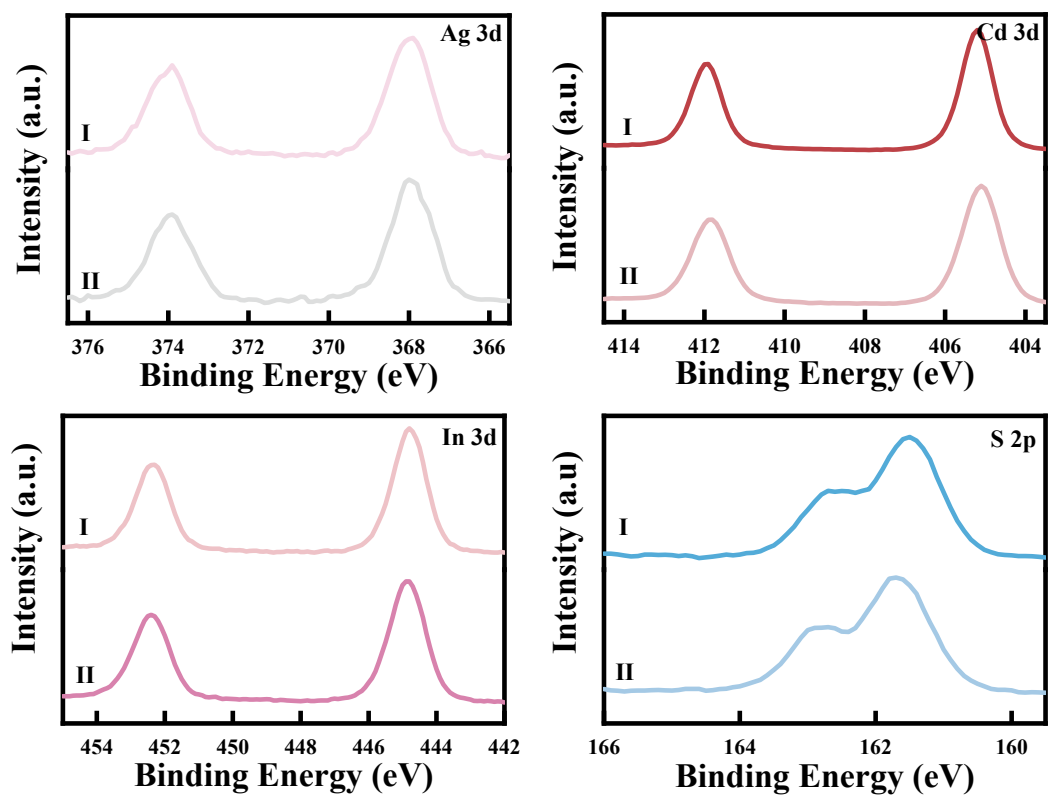 Ag 3d
Intensity (a.u.)
I
II
376 374 372 370 368 366
Binding Energy (eV)
Cd 3d
Intensity (a.u.)
I
II
414 412 410 408 406 404
Binding Energy (eV)
In 3d
Intensity (a.u.)
I
II
454 452 450 448 446 444 442
Binding Energy (eV)
S 2p
Intensity (a.u)
I
II
166 164 162 160
Binding Energy (eV)